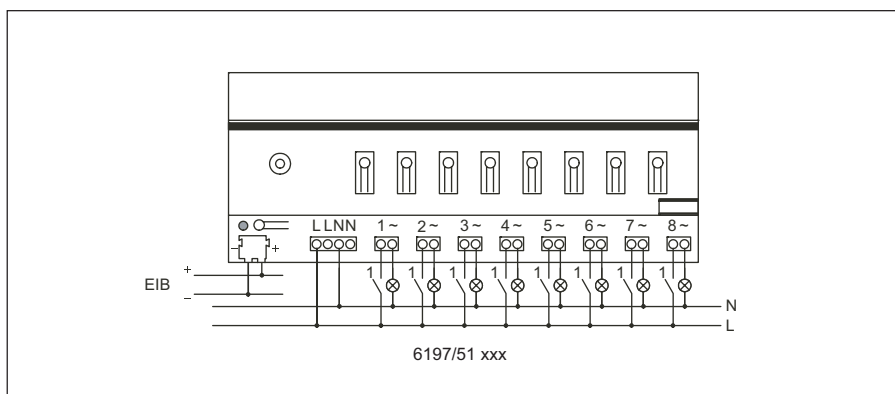 L LNN 1 ~ 2 ~ 3 ~ 4 ~ 5 ~ 6 ~ 7 ~ 8 ~
− +
1 1 1 1 1 1 1 1
+
EIB
−
N
L
6197/51 xxx